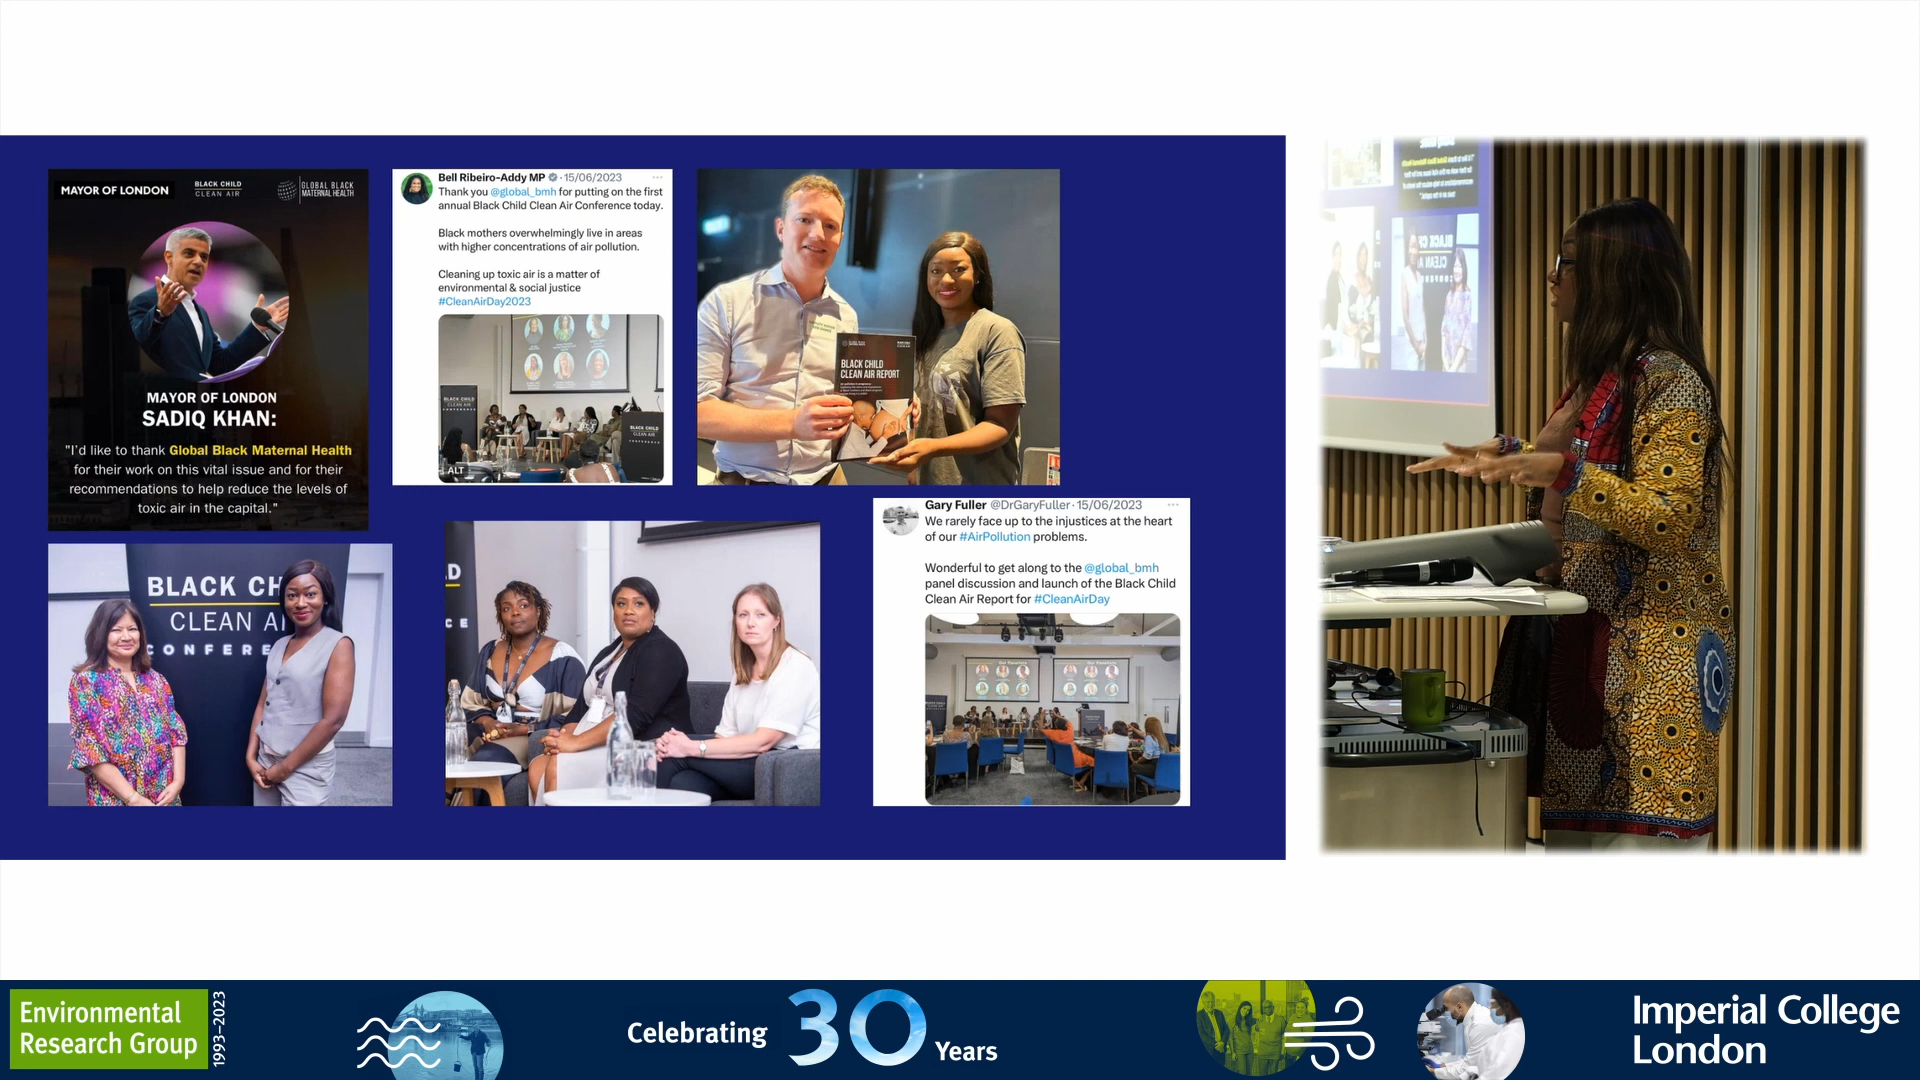 MAYOR OF LONDON
BLACK CHILD
CLEAN AIR
GLOBAL BLACK
MATERNAL HEALTH
MAYOR OF LONDON
SADIQ KHAN:
"I'd like to thank Global Black Maternal Health
for their work on this vital issue and for their
recommendations to help reduce the levels of
toxic air in the capital."
Bell Ribeiro-Addy MP · 15/06/2023
Thank you @global_bmh for putting on the first
annual Black Child Clean Air Conference today.
Black mothers overwhelmingly live in areas
with higher concentrations of air pollution.
Cleaning up toxic air is a matter of
environmental & social justice
#CleanAirDay2023
BLACK CHILD
CLEAN AIR
CONFERENCE
BLACK CHILD
CLEAN AIR
CONFERENCE
ALT
BLACK CHILD
CLEAN AIR REPORT
BLACK CH
CLEAN AI
CONFERE
D
CE
Gary Fuller @DrGaryFuller · 15/06/2023
We rarely face up to the injustices at the heart
of our #AirPollution problems.
Wonderful to get along to the @global_bmh
panel discussion and launch of the Black Child
Clean Air Report for #CleanAirDay
Environmental
Research Group
1993–2023
Celebrating 30 Years
Imperial College
London